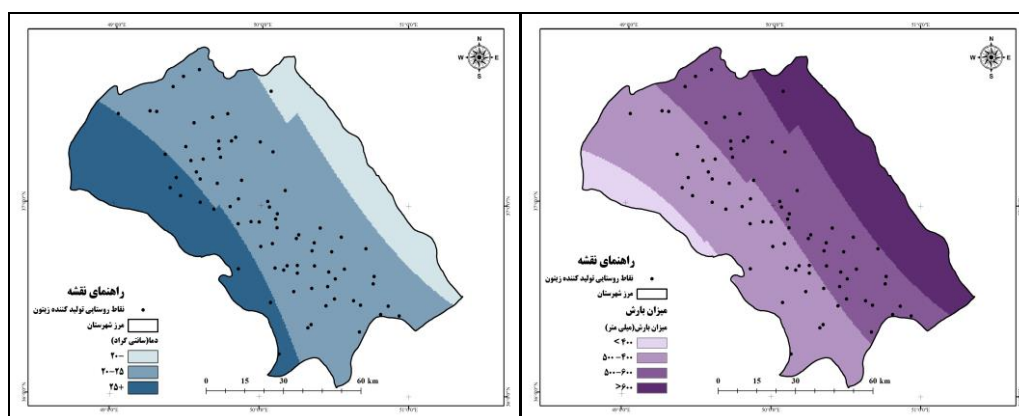 N
W E
S
راهنمای نقشه
نقاط روستایی تولید کننده زیتون
مرز شهرستان
دما(سانتی گراد)
۲۰-
۲۰-۲۵
۲۵+
0 15 30 60 km
N
W E
S
راهنمای نقشه
نقاط روستایی تولید کننده زیتون
مرز شهرستان
میزان بارش
میزان بارش(میلی متر)
<۴۰۰
۵۰۰-۴۰۰
۵۰۰-۶۰۰
>۶۰۰
0 15 30 60 km